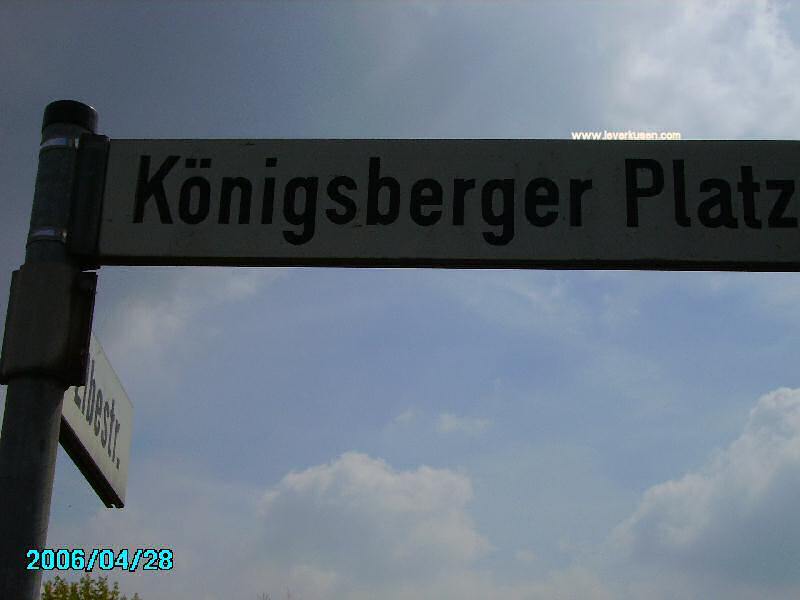 www.leverkusen.com
Königsberger Platz
Elbestr.
2006/04/28